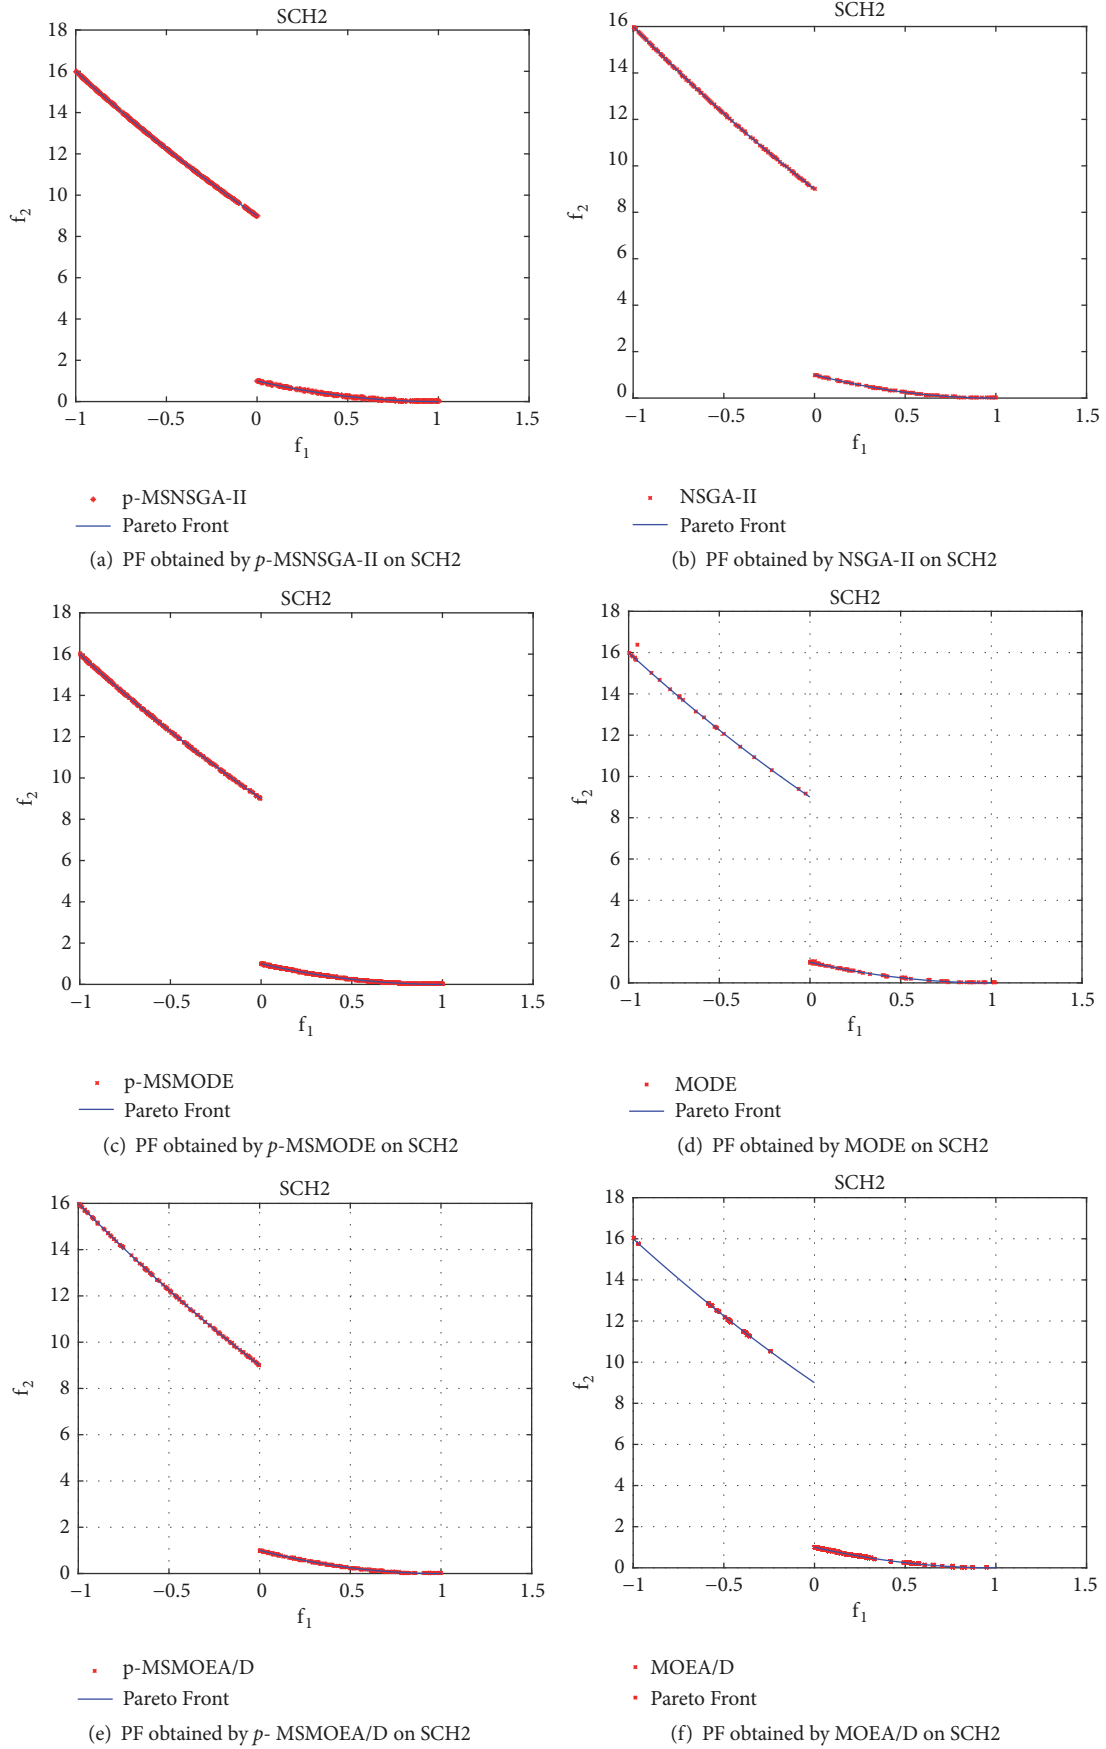 SCH2
18
16
14
12
10
8
6
4
2
0
f2
−1
−0.5
0
0.5
1
1.5
f1
p-MSNSGA-II
Pareto Front
(a) PF obtained by p-MSNSGA-II on SCH2
SCH2
16
14
12
10
8
6
4
2
0
f2
−1
−0.5
0
0.5
1
1.5
f1
NSGA-II
Pareto Front
(b) PF obtained by NSGA-II on SCH2
SCH2
18
16
14
12
10
8
6
4
2
0
f2
−1
−0.5
0
0.5
1
1.5
f1
p-MSMODE
Pareto Front
(c) PF obtained by p-MSMODE on SCH2
SCH2
18
16
14
12
10
8
6
4
2
0
f2
−1
−0.5
0
0.5
1
1.5
f1
MODE
Pareto Front
(d) PF obtained by MODE on SCH2
SCH2
16
14
12
10
8
6
4
2
0
f2
−1
−0.5
0
0.5
1
1.5
f1
p-MSMOEA/D
Pareto Front
(e) PF obtained by p- MSMOEA/D on SCH2
SCH2
18
16
14
12
10
8
6
4
2
0
f2
−1
−0.5
0
0.5
1
1.5
f1
MOEA/D
Pareto Front
(f) PF obtained by MOEA/D on SCH2